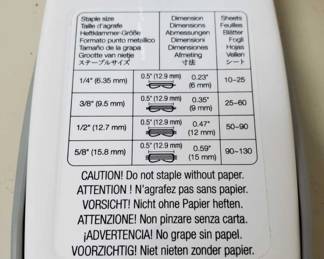 Staple size Dimension Sheets
Taille d'agrafe Dimensions Feuilles
Heftklammer-Größe Abmessungen Blätter
Formato punto metallico Dimensioni Fogli
Tamaño de la grapa Dimensiones Hojas
Grootte van nietje Afmeting Vellen
ステープルサイズ 寸法 シート
1/4" (6.35 mm) 0.5" (12.9 mm) 0.23" (6 mm) 10–25
3/8" (9.5 mm) 0.5" (12.9 mm) 0.35" (9 mm) 25–60
1/2" (12.7 mm) 0.5" (12.9 mm) 0.47" (12 mm) 50–90
5/8" (15.8 mm) 0.5" (12.9 mm) 0.59" (15 mm) 90–130
CAUTION! Do not staple without paper.
ATTENTION ! N'agrafez pas sans papier.
VORSICHT! Nicht ohne Papier heften.
ATTENZIONE! Non pinzare senza carta.
¡ADVERTENCIA! No grape sin papel.
VOORZICHTIG! Niet nieten zonder papier.